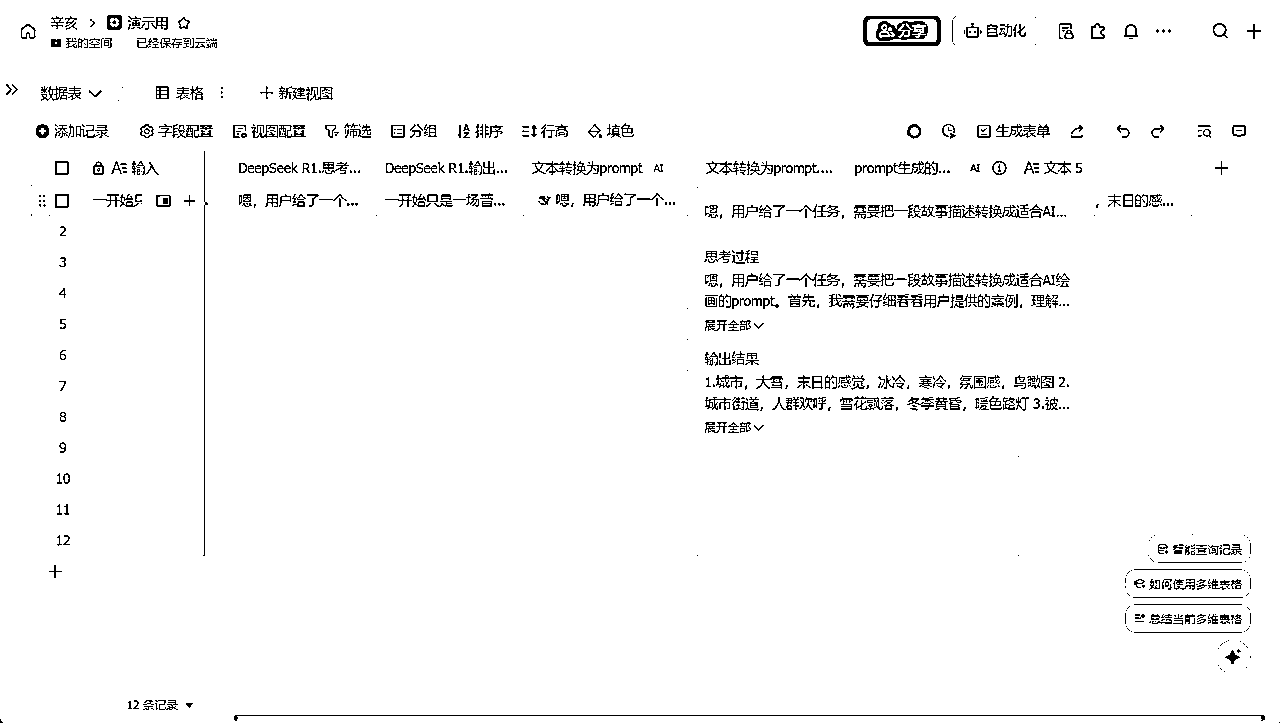 辛亥 > 演示用
我的空间 已经保存到云端
分享 自动化
数据表 表格 新建视图
添加记录 字段配置 视图配置 筛选 分组 排序 行高 填色 生成表单
输入 DeepSeek R1.思考... DeepSeek R1.输出... 文本转换为prompt AI 文本转换为prompt.... prompt生成的... AI 文本 5
一开始只 嗯，用户给了一个... 一开始只是一场普... 嗯，用户给了一个... ，末日的感...
嗯，用户给了一个任务，需要把一段故事描述转换成适合AI...
2
思考过程
3
嗯，用户给了一个任务，需要把一段故事描述转换成适合AI绘
4
画的prompt。首先，我需要仔细看看用户提供的案例，理解...
5
展开全部
6
输出结果
7
1.城市，大雪，末日的感觉，冰冷，寒冷，氛围感，鸟瞰图 2.
8
城市街道，人群欢呼，雪花飘落，冬季黄昏，暖色路灯 3.被...
展开全部
9
10
11
12
智能查询记录
如何使用多维表格
总结当前多维表格
12 条记录